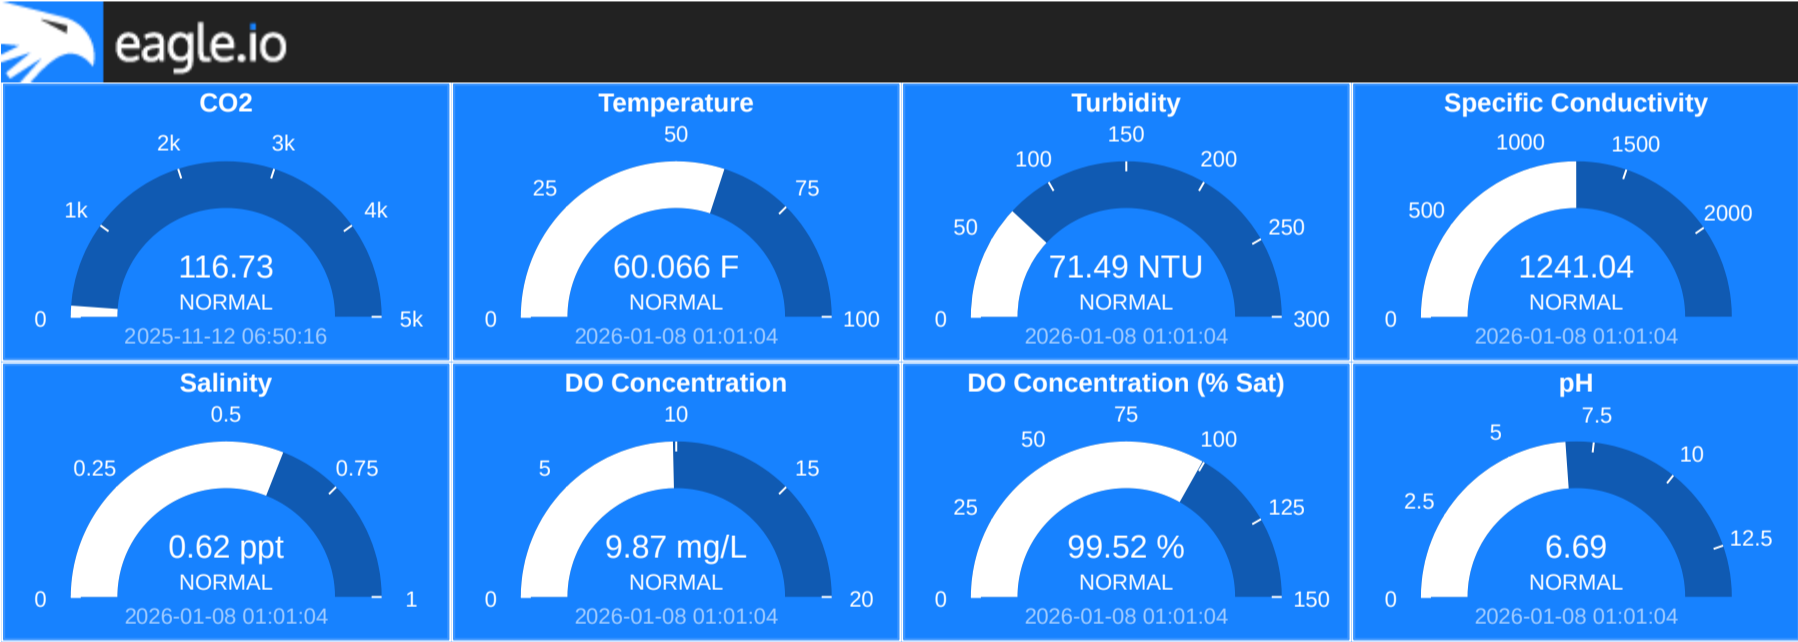 eagle.io
CO2
2k 3k
1k 4k
116.73
NORMAL
0 5k
2025-11-12 06:50:16
Temperature
50
25 75
60.066 F
NORMAL
0 100
2026-01-08 01:01:04
Turbidity
150
100 200
50 250
71.49 NTU
NORMAL
0 300
2026-01-08 01:01:04
Specific Conductivity
1000 1500
500 2000
1241.04
NORMAL
0
2026-01-08 01:01:04
Salinity
0.5
0.25 0.75
0.62 ppt
NORMAL
0 1
2026-01-08 01:01:04
DO Concentration
10
5 15
9.87 mg/L
NORMAL
0 20
2026-01-08 01:01:04
DO Concentration (% Sat)
75
50 100
25 125
99.52 %
NORMAL
0 150
2026-01-08 01:01:04
pH
7.5
5 10
2.5 12.5
6.69
NORMAL
0
2026-01-08 01:01:04